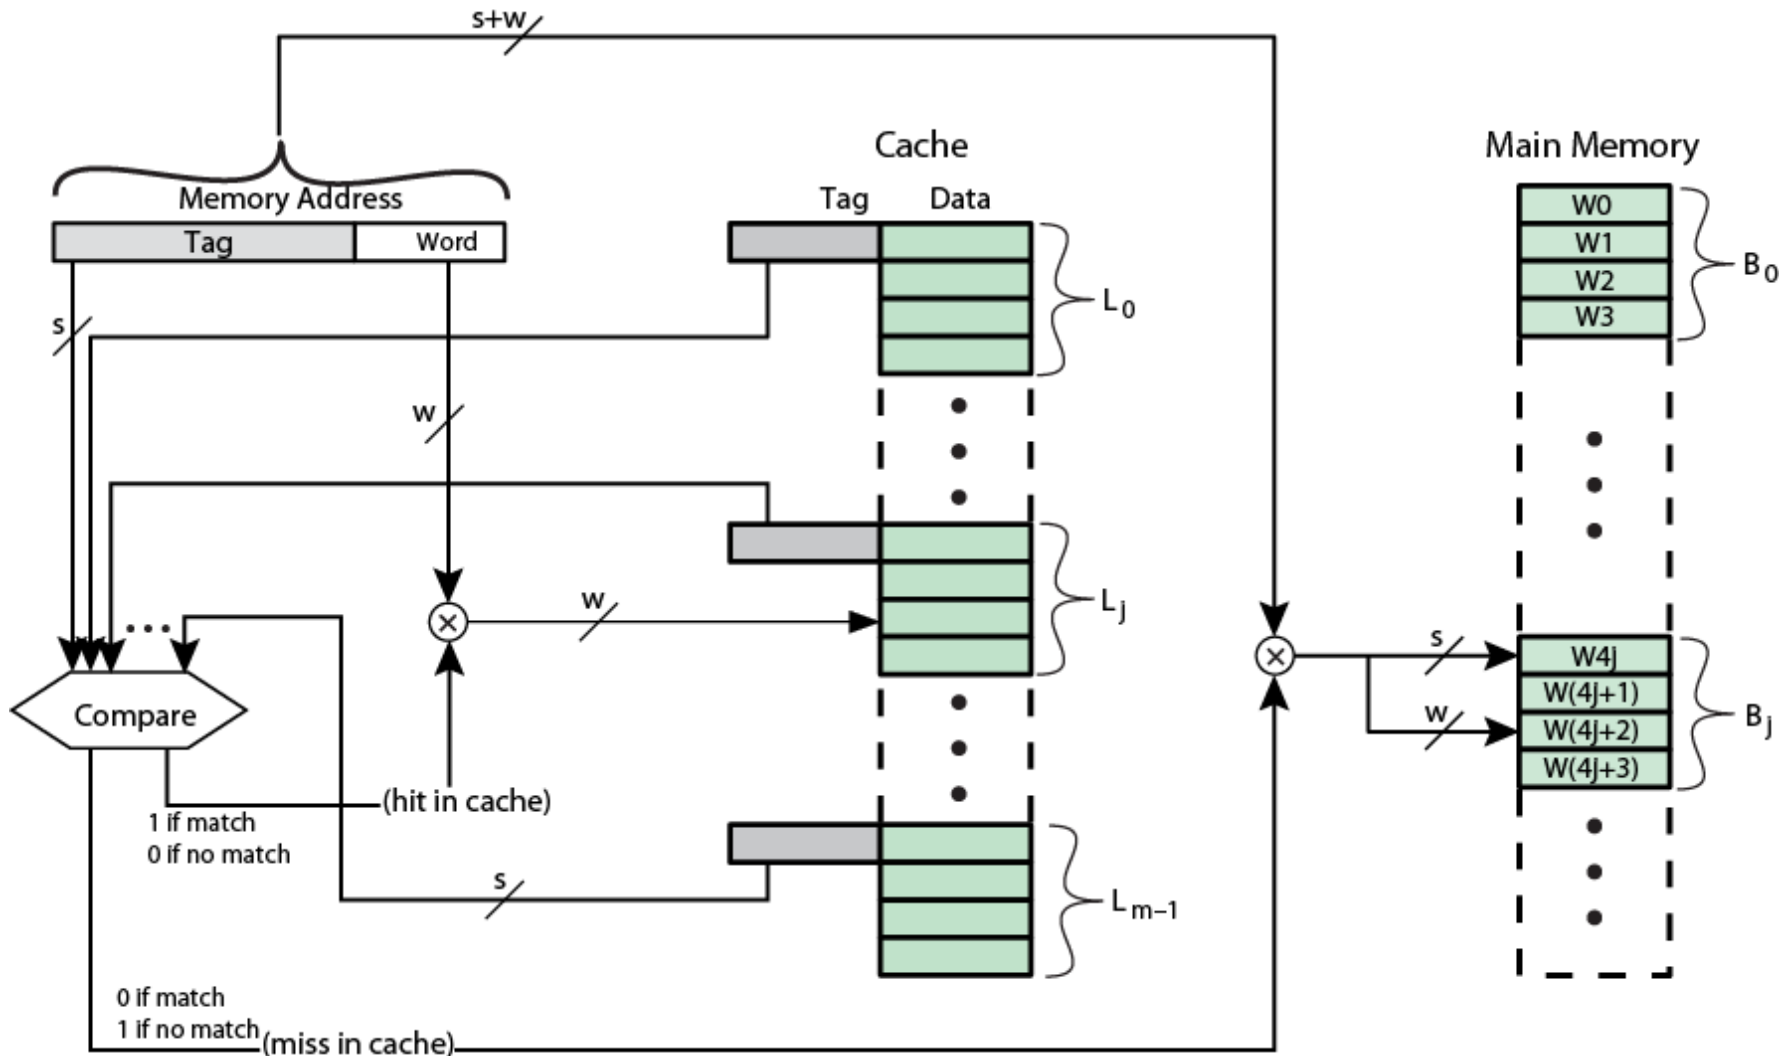 s+w
Cache
Main Memory
Memory Address
Tag Data
Tag Word
W0
W1
W2
W3
B0
L0
s
w
w
Lj
s
W4j
W(4j+1)
w
W(4j+2)
W(4j+3)
Bj
Compare
(hit in cache)
1 if match
0 if no match
s
Lm–1
0 if match
1 if no match
(miss in cache)